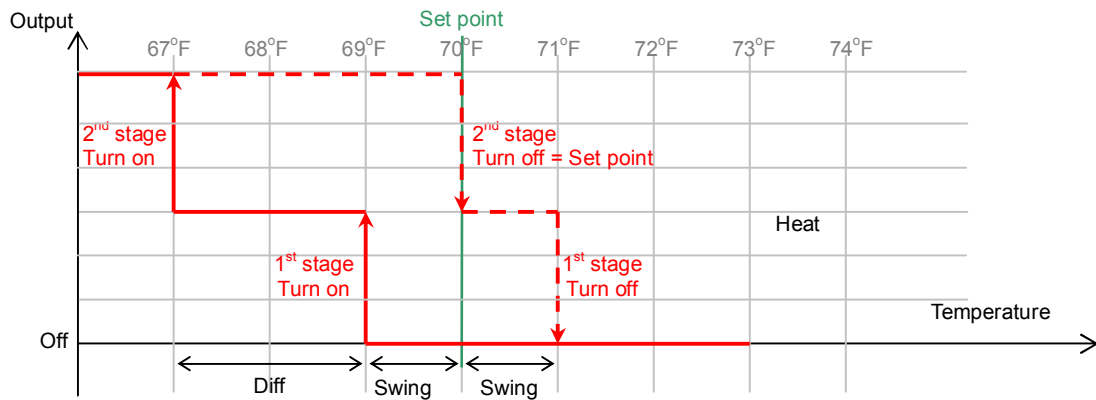 Output
Set point
67°F 68°F 69°F 70°F 71°F 72°F 73°F 74°F
2nd stage
Turn on
2nd stage
Turn off = Set point
Heat
1st stage
Turn on
1st stage
Turn off
Temperature
Off
Diff
Swing
Swing